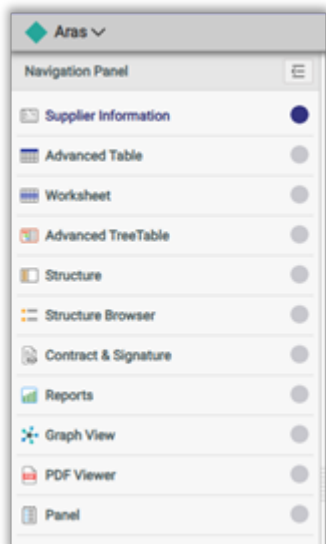 Aras
Navigation Panel
Supplier Information
Advanced Table
Worksheet
Advanced TreeTable
Structure
Structure Browser
Contract & Signature
Reports
Graph View
PDF Viewer
Panel